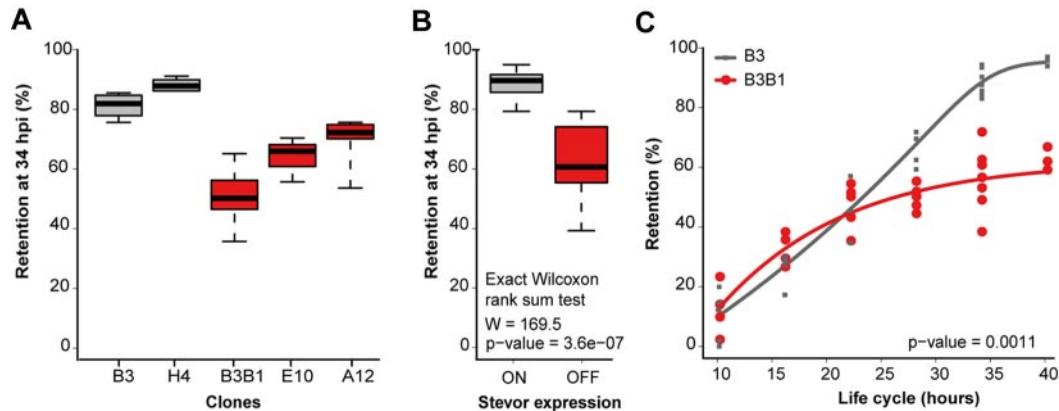 A
Retention at 34 hpi (%)
100
80
60
40
20
0
B3 H4 B3B1 E10 A12
Clones
B
Retention at 34 hpi (%)
100
80
60
40
20
0
Exact Wilcoxon
rank sum test
W = 169.5
p−value = 3.6e−07
ON OFF
Stevor expression
C
Retention (%)
100
80
60
40
20
0
B3
B3B1
p−value = 0.0011
10 15 20 25 30 35 40
Life cycle (hours)